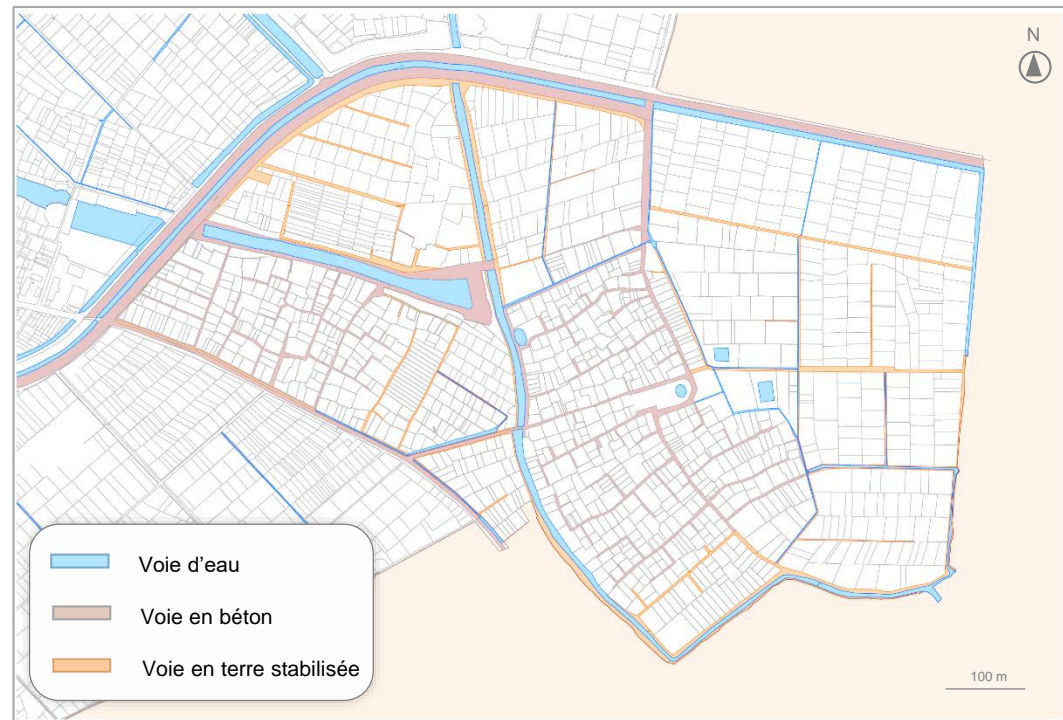 N
Voie d'eau
Voie en béton
Voie en terre stabilisée
100 m